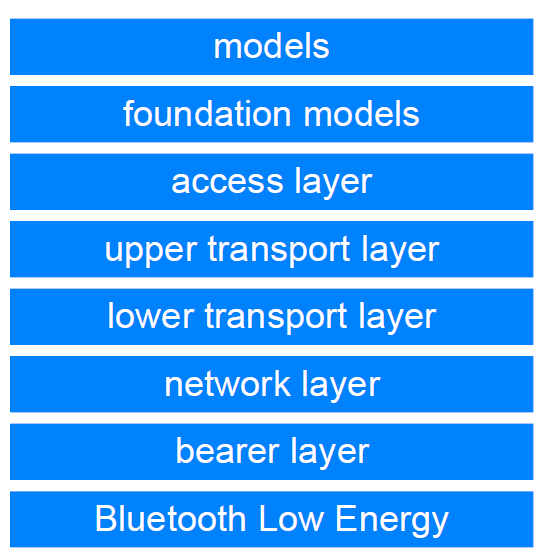 models
foundation models
access layer
upper transport layer
lower transport layer
network layer
bearer layer
Bluetooth Low Energy